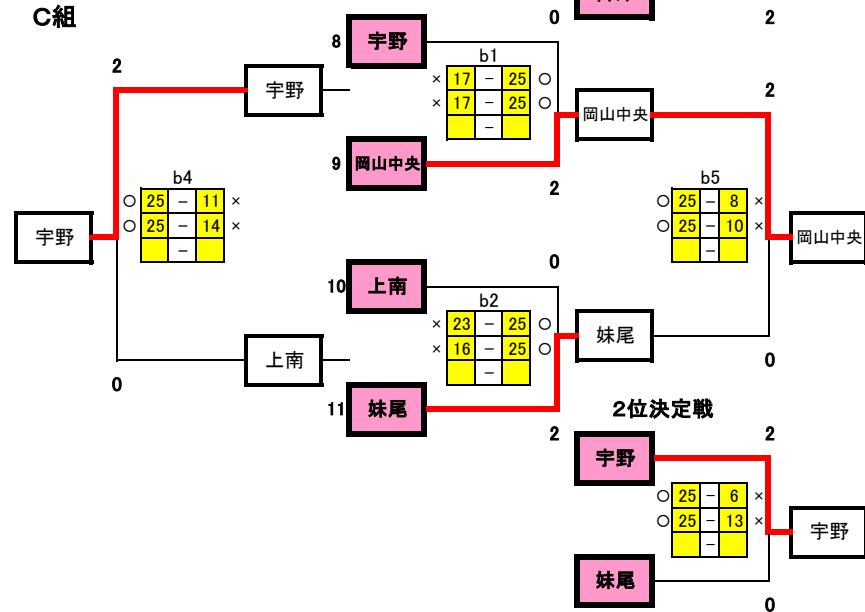 C組
0
2
2
8
宇野
b1
× 17 - 25 ○
× 17 - 25 ○
-
宇野
2
岡山中央
9
岡山中央
2
b4
○ 25 - 11 ×
○ 25 - 14 ×
-
宇野
b5
○ 25 - 8 ×
○ 25 - 10 ×
-
岡山中央
0
10
上南
b2
× 23 - 25 ○
× 16 - 25 ○
-
妹尾
上南
0
0
11
妹尾
2
2位決定戦
2
宇野
○ 25 - 6 ×
○ 25 - 13 ×
-
宇野
妹尾
0